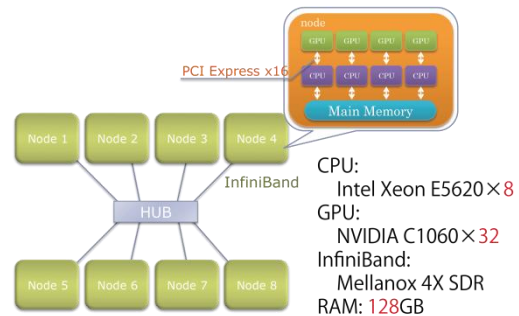 node
GPU GPU GPU GPU
PCI Express x16
CPU CPU CPU CPU
Main Memory
Node 1 Node 2 Node 3 Node 4
InfiniBand
HUB
Node 5 Node 6 Node 7 Node 8
CPU:
Intel Xeon E5620×8
GPU:
NVIDIA C1060×32
InfiniBand:
Mellanox 4X SDR
RAM: 128GB